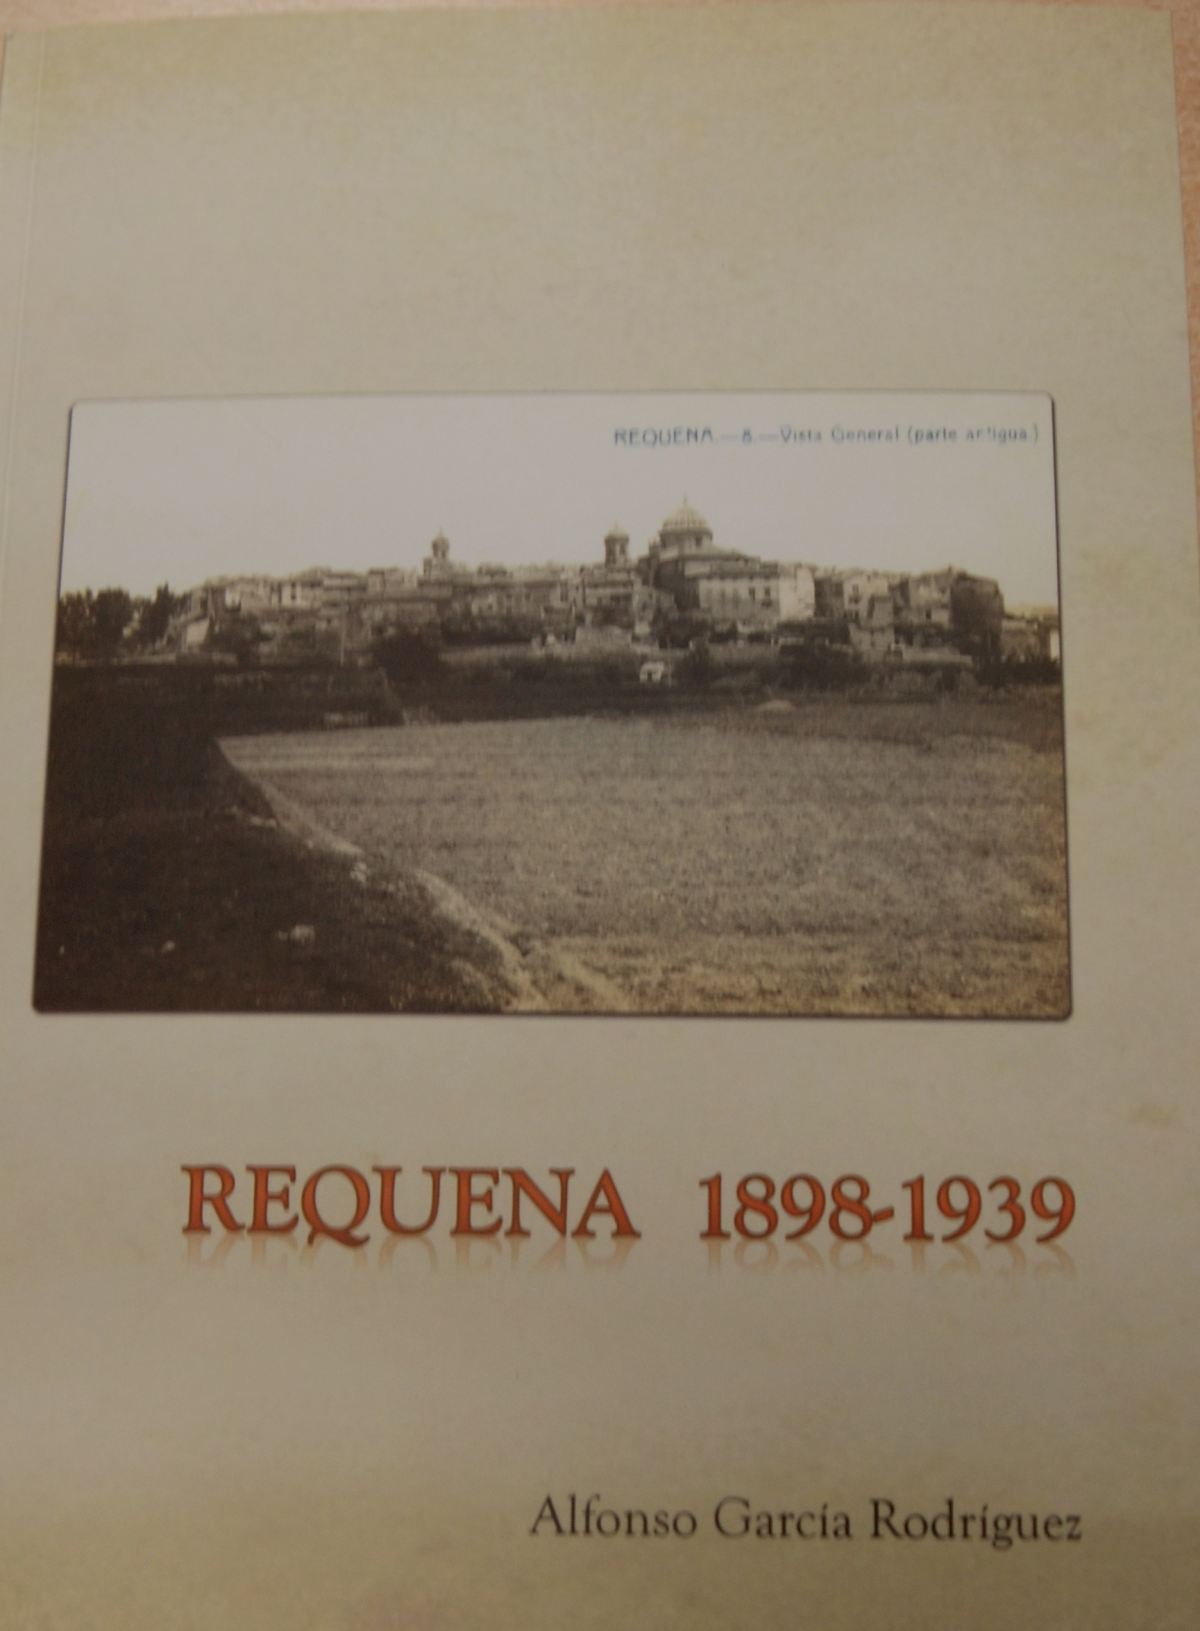 REQUENA.—8.—Vista General (parte antigua.)
REQUENA 1898-1939
Alfonso García Rodríguez